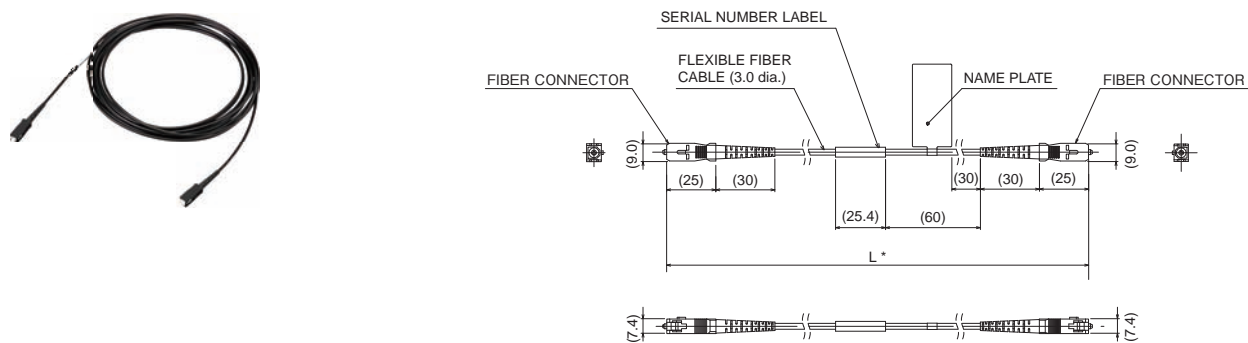 SERIAL NUMBER LABEL
FLEXIBLE FIBER
CABLE (3.0 dia.)
FIBER CONNECTOR
NAME PLATE
FIBER CONNECTOR
(9.0)
(9.0)
(25)
(30)
(30)
(30)
(25)
(25.4)
(60)
L *
(7.4)
(7.4)